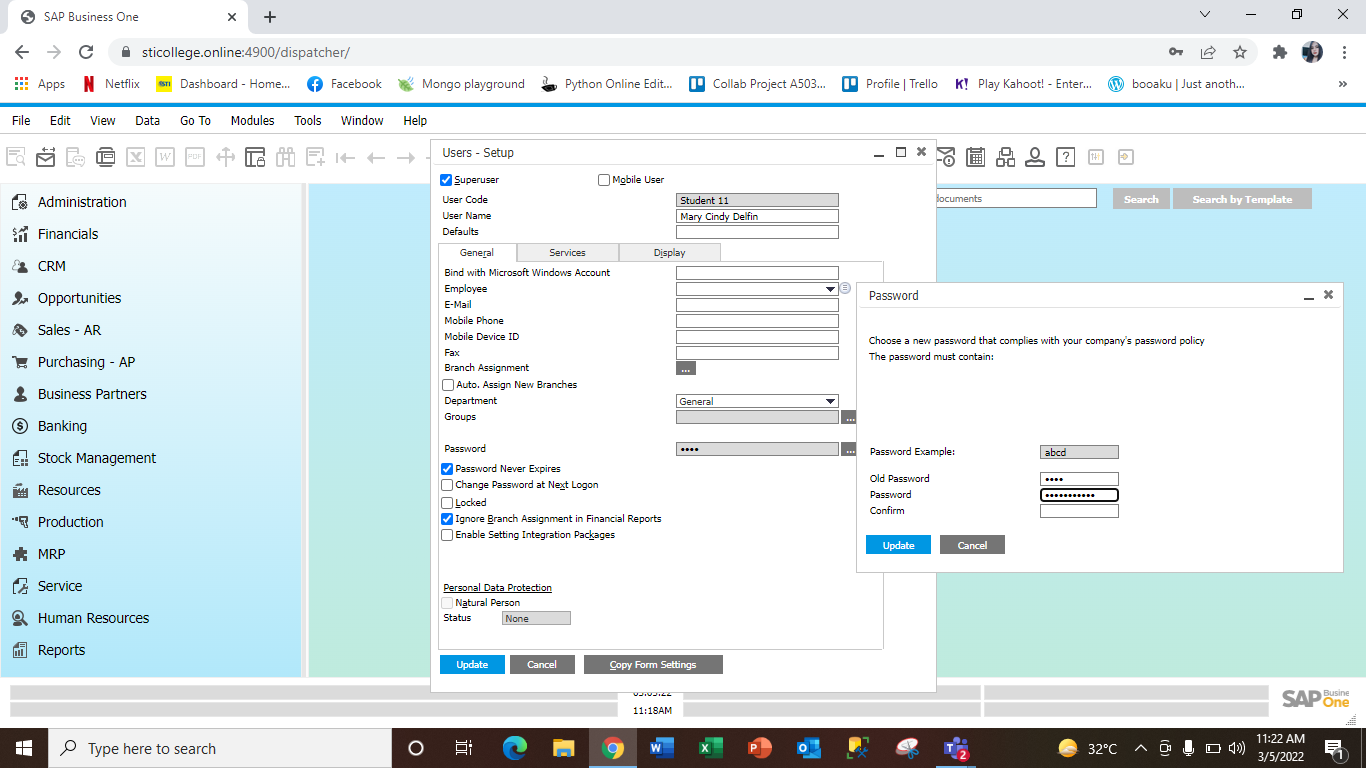 SAP Business One
sticollege.online:4900/dispatcher/
Apps Netflix Dashboard - Home... Facebook Mongo playground Python Online Edit... Collab Project A503... Profile | Trello K! Play Kahoot! - Enter... booaku | Just anoth... »
File Edit View Data Go To Modules Tools Window Help
Users - Setup
Superuser Mobile User
User Code Student 11
User Name Mary Cindy Delfin
Defaults
General Services Display
Bind with Microsoft Windows Account
Employee
E-Mail
Mobile Phone
Mobile Device ID
Fax
Branch Assignment ...
Auto. Assign New Branches
Department General
Groups ...
Password •••• ...
Password Never Expires
Change Password at Next Logon
Locked
Ignore Branch Assignment in Financial Reports
Enable Setting Integration Packages
Personal Data Protection
Natural Person
Status None
Update Cancel Copy Form Settings
Administration
Financials
CRM
Opportunities
Sales - AR
Purchasing - AP
Business Partners
Banking
Stock Management
Resources
Production
MRP
Service
Human Resources
Reports
ocuments Search Search by Template
Password
Choose a new password that complies with your company's password policy
The password must contain:
Password Example: abcd
Old Password ••••
Password •••••••••••
Confirm
Update Cancel
11:18AM
SAP Busine
One
Type here to search
32°C
11:22 AM
3/5/2022
2
1